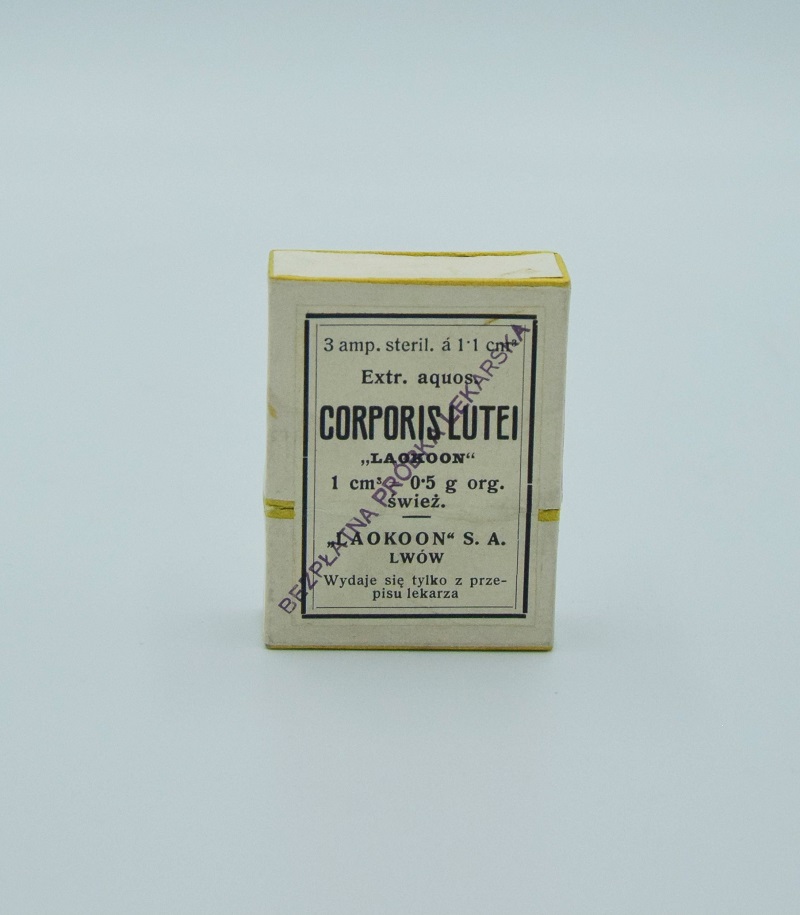 3 amp. steril. á 1·1 cm³
Extr. aquos.
CORPORIS LUTEI
„LAOKOON“
1 cm³ = 0·5 g org.
śwież.
„LAOKOON“ S. A.
LWÓW
Wydaje się tylko z prze-
pisu lekarza
BEZPŁATNA PRÓBKA LEKARSKA